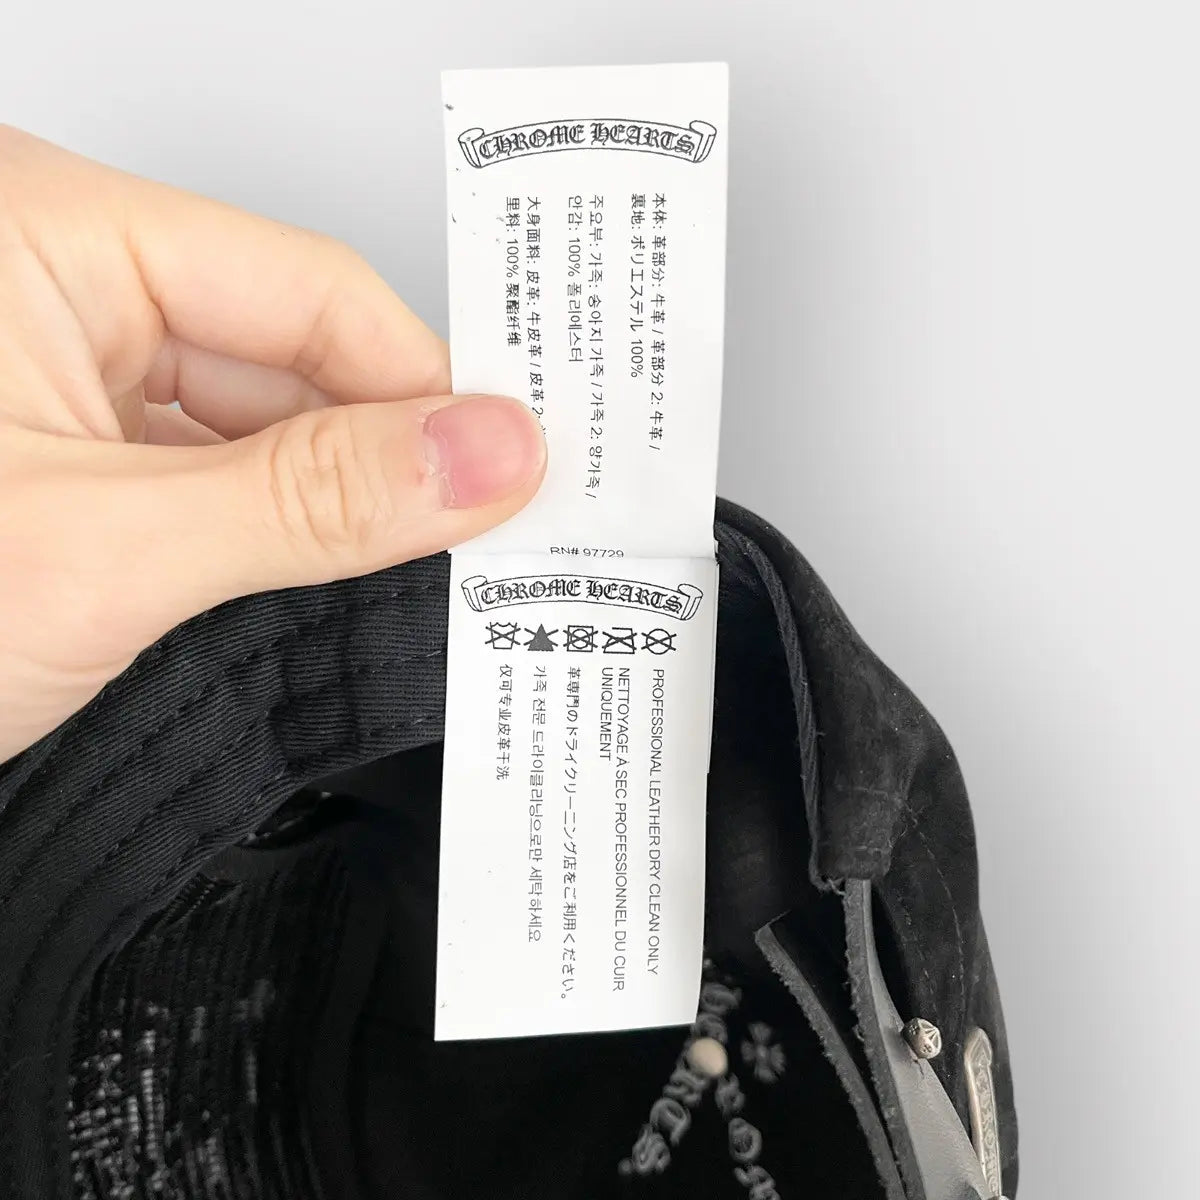 CHROME HEARTS
本体: 革部分: 牛革 / 革部分 2: 牛革 /
裏地: ポリエステル 100%
주요부: 가죽: 송아지 가죽 / 가죽 2: 양가죽 /
안감: 100% 폴리에스터
大身面料: 皮革: 牛皮革 / 皮革 2:
里料: 100% 聚酯纤维
RN# 97729
CHROME HEARTS
PROFESSIONAL LEATHER DRY CLEAN ONLY
NETTOYAGE À SEC PROFESSIONNEL DU CUIR
UNIQUEMENT
革専門のドライクリーニング店をご利用ください。
가죽 전문 드라이클리닝으로만 세탁하세요
仅可专业皮革干洗